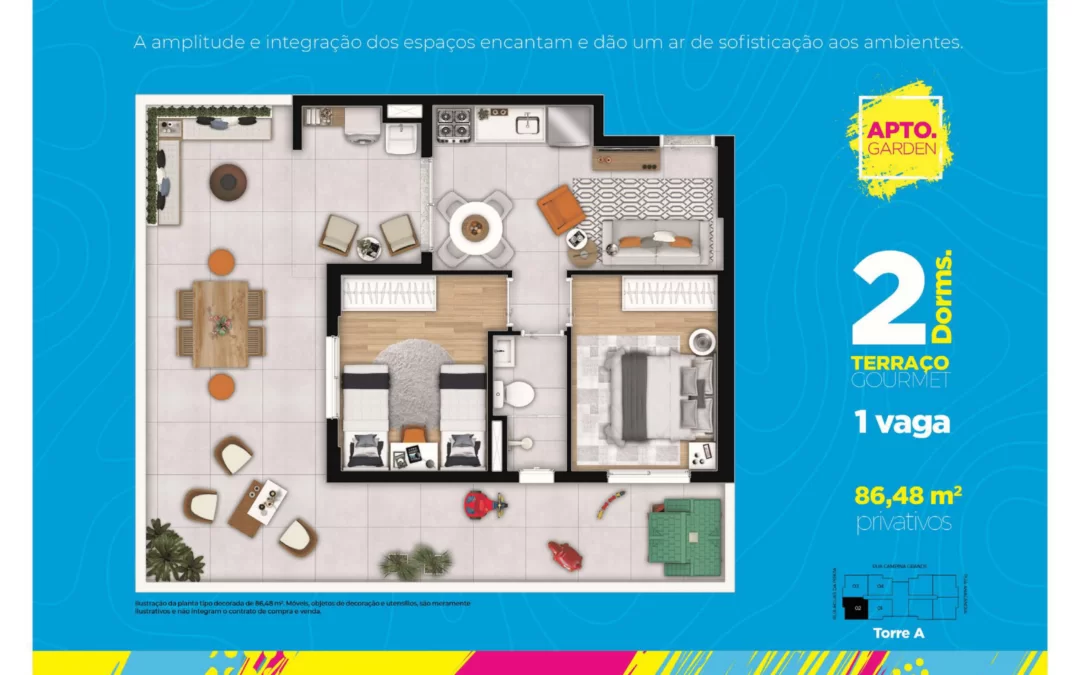 A amplitude e integração dos espaços encantam e dão um ar de sofisticação aos ambientes.
APTO.
GARDEN
2
Dorms.
TERRAÇO
GOURMET
1 vaga
86,48 m²
privativos
Ilustração da planta tipo decorada de 86,48 m². Móveis, objetos de decoração e utensílios, são meramente
ilustrativos e não integram o contrato de compra e venda.
02
Torre A